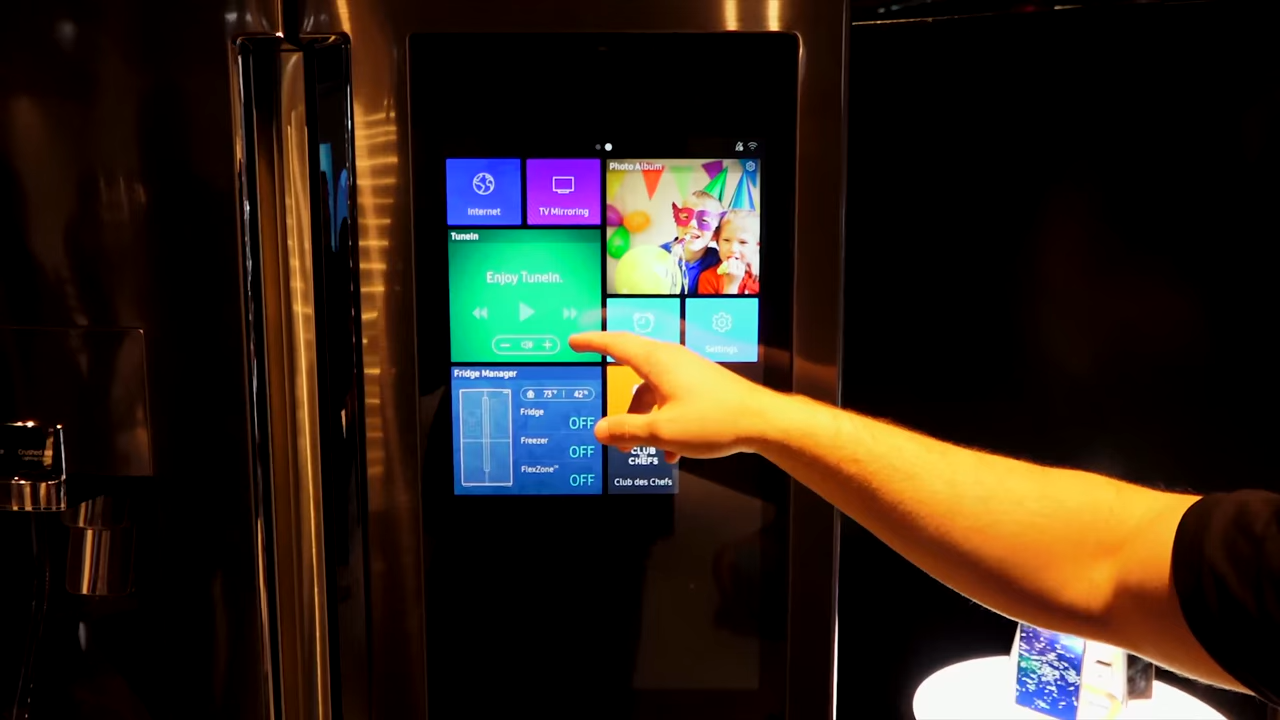 Internet
TV Mirroring
Photo Album
TuneIn
Enjoy TuneIn.
Settings
Fridge Manager
73°F | 42%
Fridge
OFF
Freezer
OFF
FlexZone™
OFF
CLUB
CHEFS
Club des Chefs
Crushed